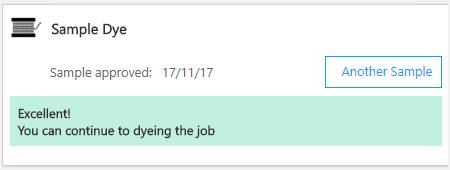 Sample Dye
Sample approved: 17/11/17
Another Sample
Excellent!
You can continue to dyeing the job